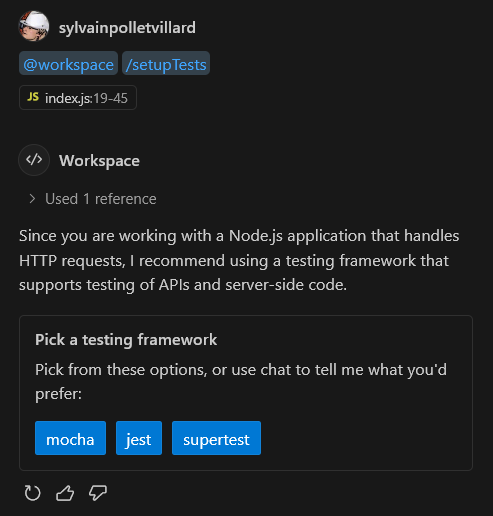 sylvainpolletvillard
@workspace /setupTests
JS index.js:19-45
</> Workspace
> Used 1 reference
Since you are working with a Node.js application that handles
HTTP requests, I recommend using a testing framework that
supports testing of APIs and server-side code.
Pick a testing framework
Pick from these options, or use chat to tell me what you'd
prefer:
mocha jest supertest